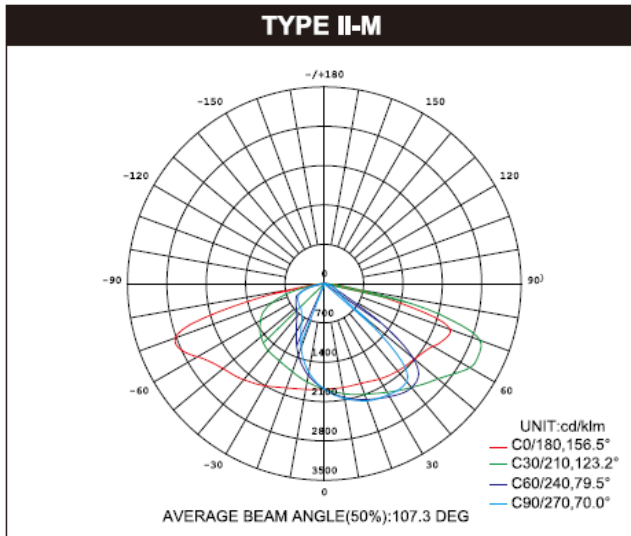 TYPE II-M
-/+180
-150
150
-120
120
-90
90)
0
700
1400
-60
60
2100
2800
-30
30
3500
0
UNIT:cd/klm
C0/180,156.5°
C30/210,123.2°
C60/240,79.5°
C90/270,70.0°
AVERAGE BEAM ANGLE(50%):107.3 DEG